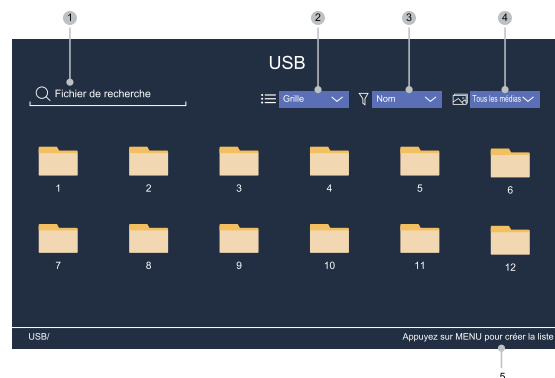 1 2 3 4
USB
Fichier de recherche Grille Nom Tous les médias
1 2 3 4 5 6
7 8 9 10 11 12
USB/ Appuyez sur MENU pour créer la liste
5